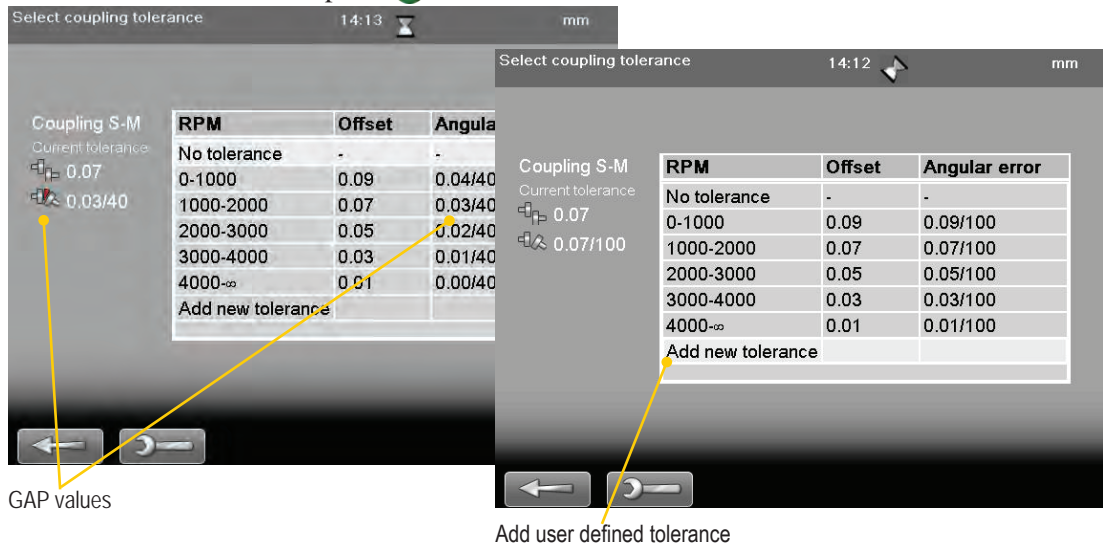 Select coupling tolerance 14:13 mm
Coupling S-M
Current tolerance
0.07
0.03/40
RPM Offset Angula
No tolerance - -
0-1000 0.09 0.04/40
1000-2000 0.07 0.03/40
2000-3000 0.05 0.02/40
3000-4000 0.03 0.01/40
4000-∞ 0.01 0.00/40
Add new tolerance
GAP values
Select coupling tolerance 14:12 mm
Coupling S-M
Current tolerance
0.07
0.07/100
RPM Offset Angular error
No tolerance - -
0-1000 0.09 0.09/100
1000-2000 0.07 0.07/100
2000-3000 0.05 0.05/100
3000-4000 0.03 0.03/100
4000-∞ 0.01 0.01/100
Add new tolerance
Add user defined tolerance